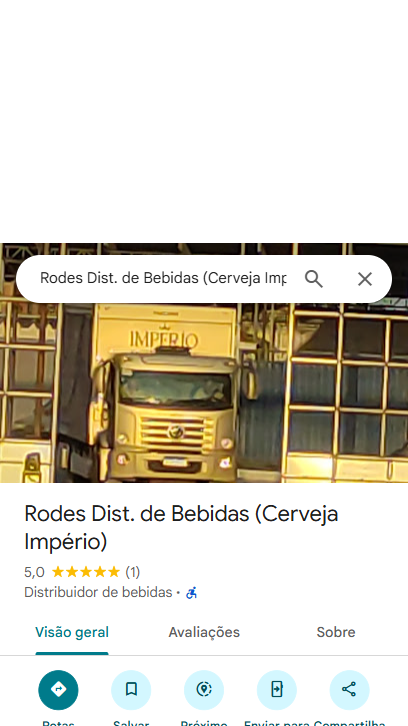 Rodes Dist. de Bebidas (Cerveja Imp
IMPÉRIO
Rodes Dist. de Bebidas (Cerveja
Império)
5,0 (1)
Distribuidor de bebidas ·
Visão geral Avaliações Sobre
Rotas Salvar Próximo Enviar para Compartilha